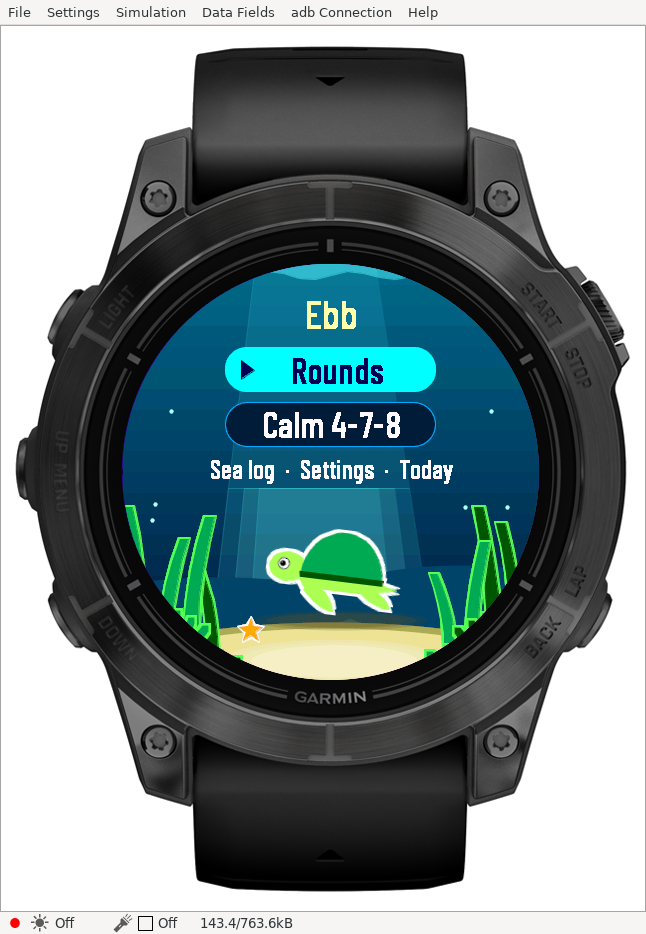 File Settings Simulation Data Fields adb Connection Help
LIGHT
START
STOP
UP MENU
Ebb
Rounds
Calm 4-7-8
Sea log · Settings · Today
LAP
BACK
DOWN
GARMIN
Off Off 143.4/763.6kB